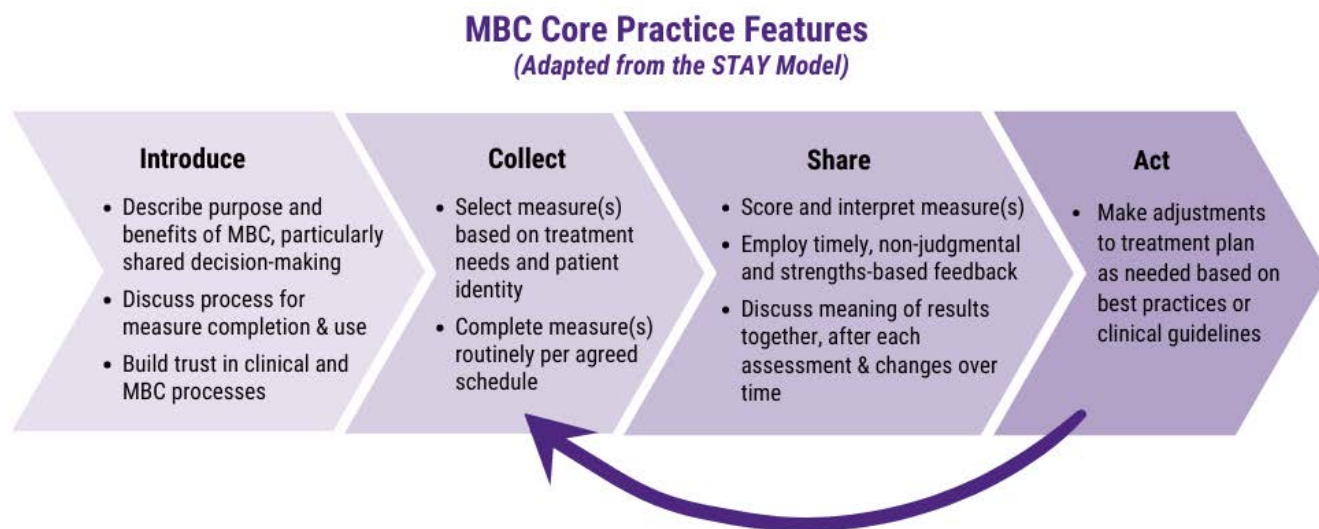 MBC Core Practice Features
(Adapted from the STAY Model)
Introduce
• Describe purpose and
benefits of MBC, particularly
shared decision-making
• Discuss process for
measure completion & use
• Build trust in clinical and
MBC processes
Collect
• Select measure(s)
based on treatment
needs and patient
identity
• Complete measure(s)
routinely per agreed
schedule
Share
• Score and interpret measure(s)
• Employ timely, non-judgmental
and strengths-based feedback
• Discuss meaning of results
together, after each
assessment & changes over
time
Act
• Make adjustments
to treatment plan
as needed based on
best practices or
clinical guidelines